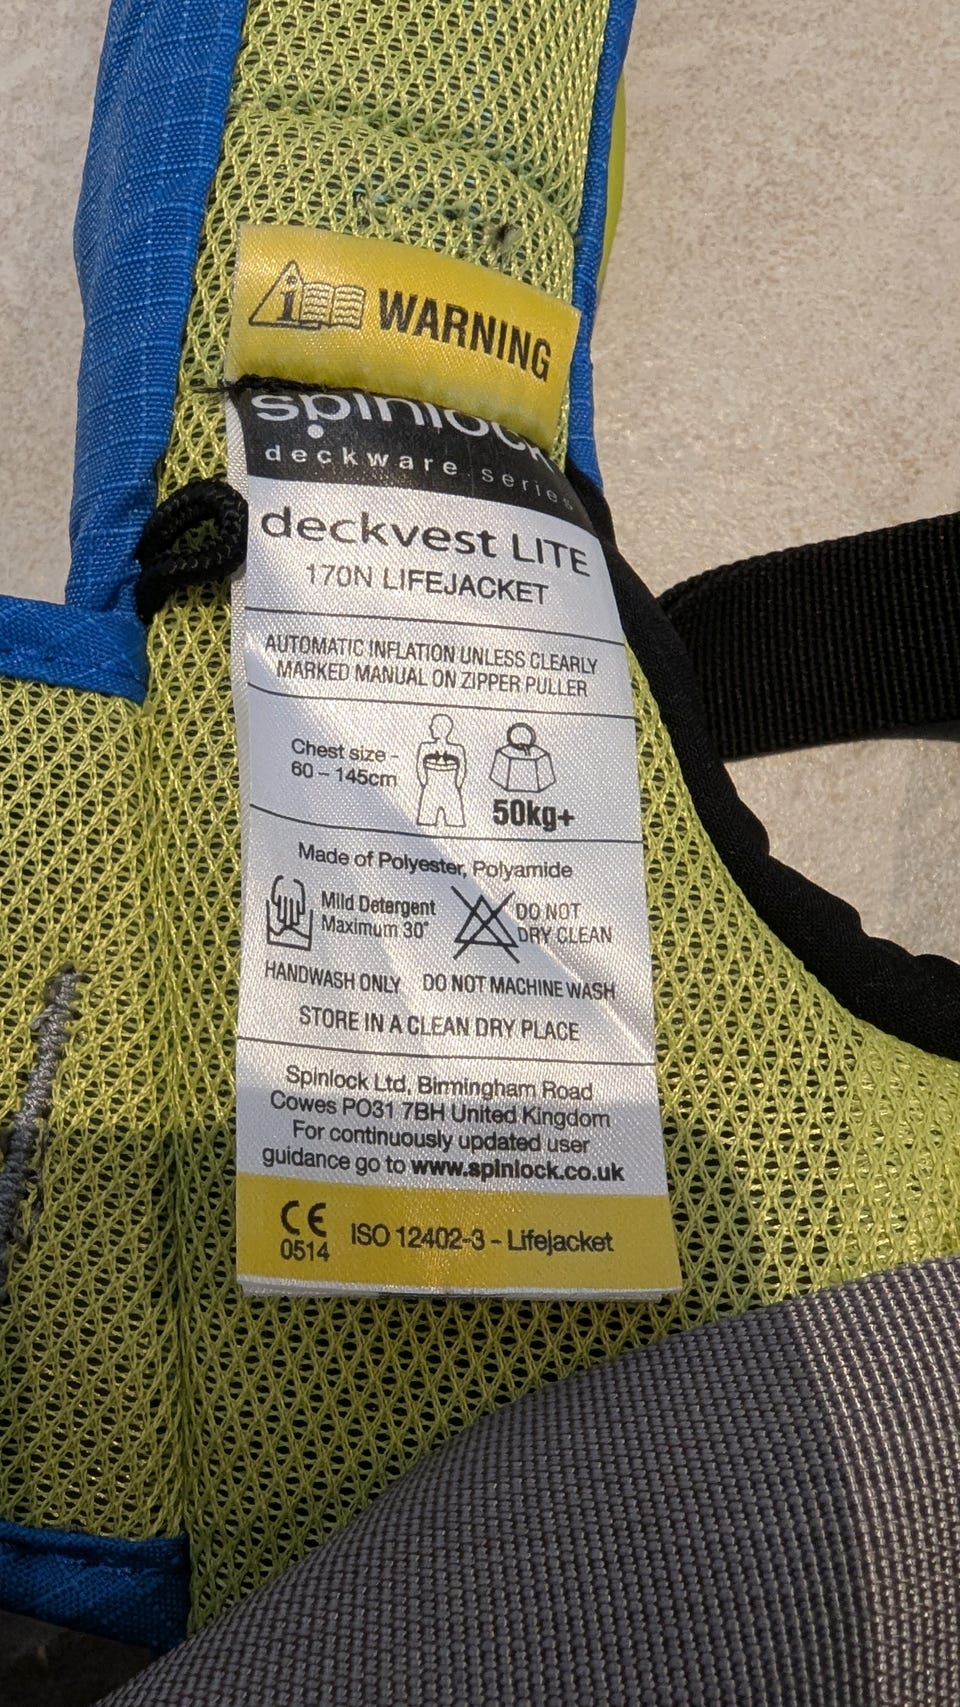 WARNING
spinlock
deckware series
deckvest LITE
170N LIFEJACKET
AUTOMATIC INFLATION UNLESS CLEARLY
MARKED MANUAL ON ZIPPER PULLER
Chest size -
60 – 145cm
50kg+
Made of Polyester, Polyamide
Mild Detergent
Maximum 30°
DO NOT
DRY CLEAN
HANDWASH ONLY DO NOT MACHINE WASH
STORE IN A CLEAN DRY PLACE
Spinlock Ltd, Birmingham Road
Cowes PO31 7BH United Kingdom
For continuously updated user
guidance go to www.spinlock.co.uk
CE
0514
ISO 12402-3 - Lifejacket